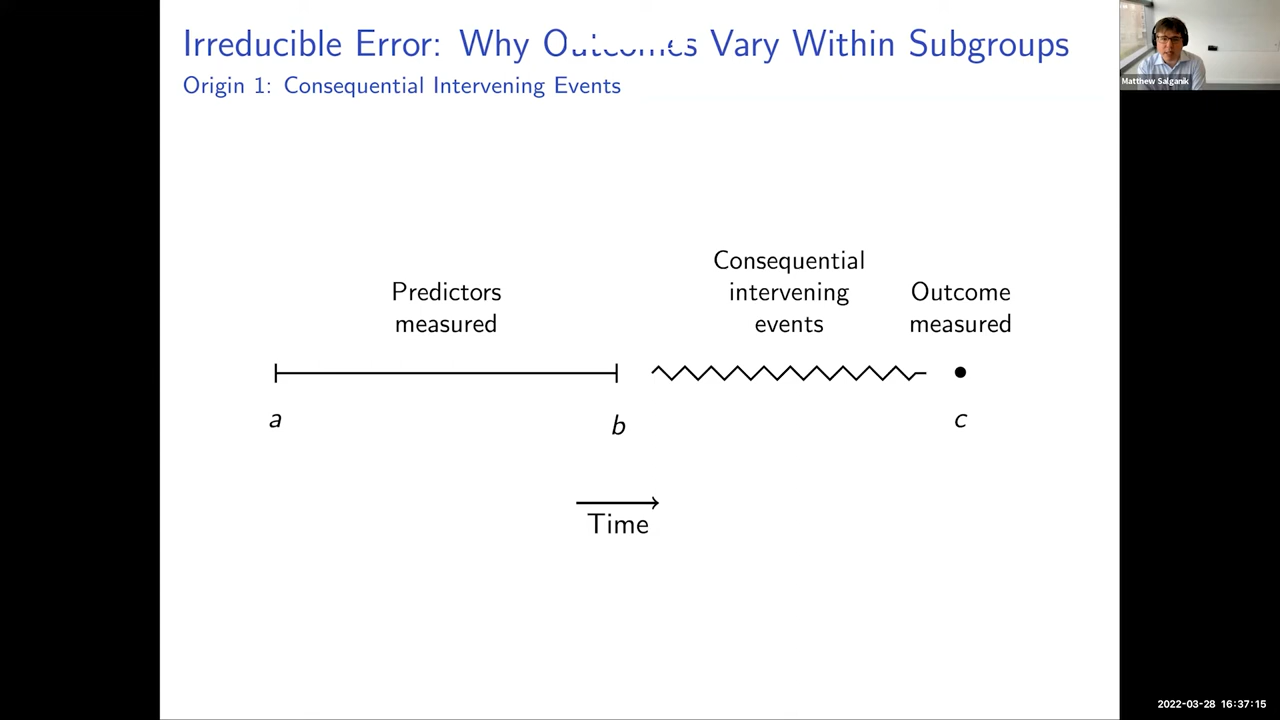 Irreducible Error: Why Outcomes Vary Within Subgroups
Origin 1: Consequential Intervening Events
Matthew Salganik
Predictors
measured
Consequential
intervening
events
Outcome
measured
a
b
c
Time
2022-03-28 16:37:15